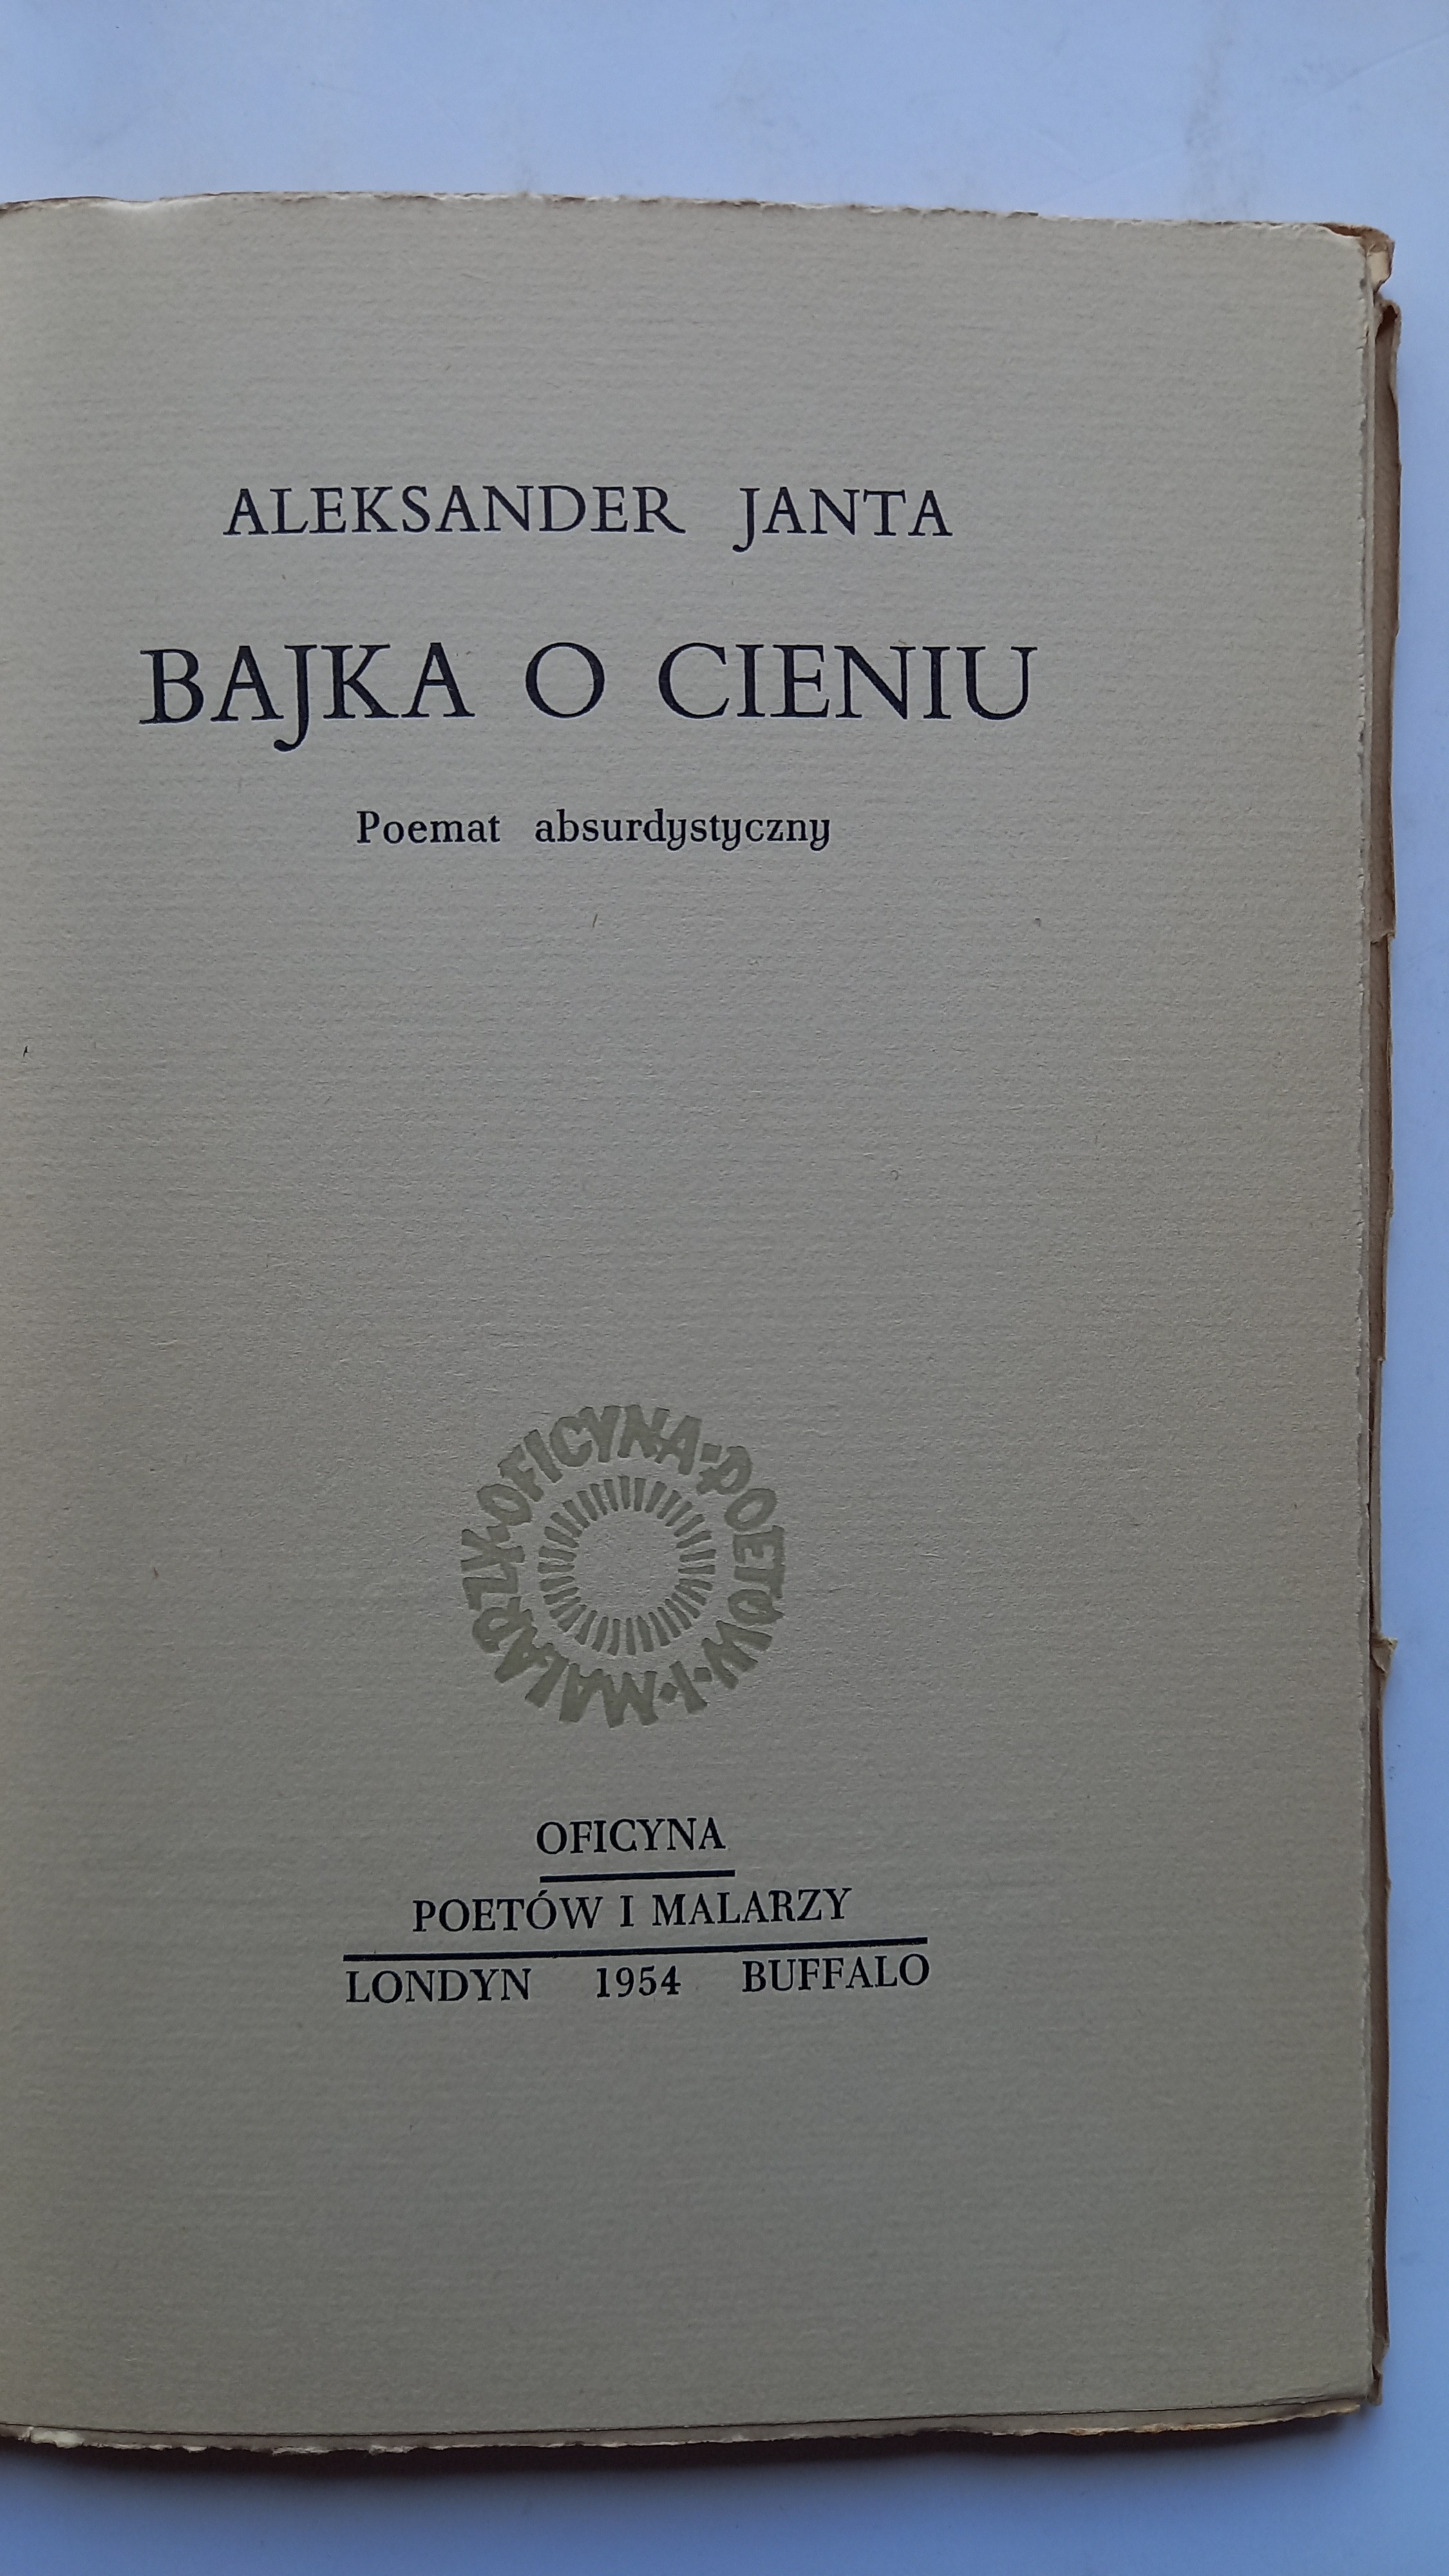 ALEKSANDER JANTA
BAJKA O CIENIU
Poemat absurdystyczny
OFICYNA·POETÓW·I·MALARZY·
OFICYNA
POETÓW I MALARZY
LONDYN 1954 BUFFALO